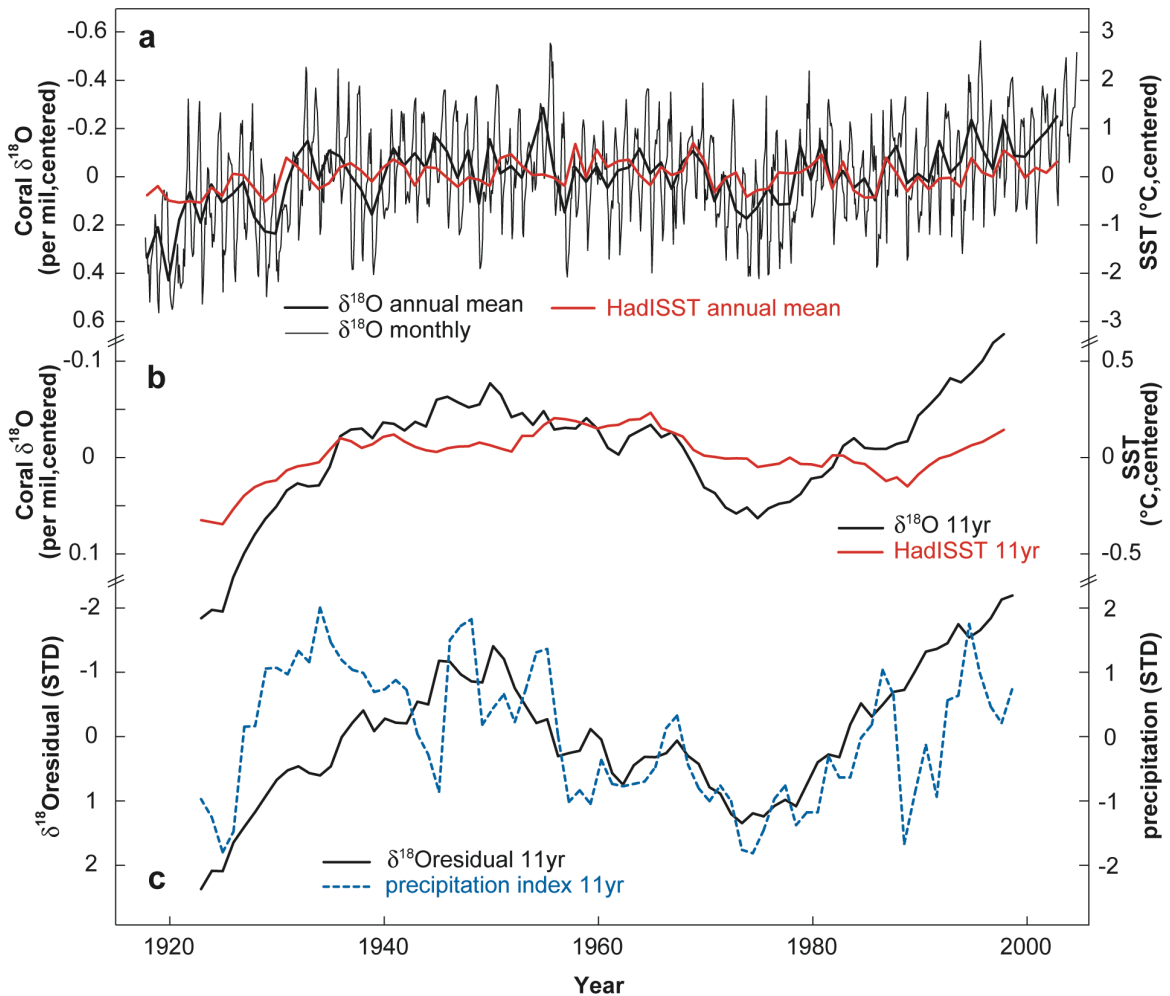 a
-0.6
-0.4
-0.2
0
0.2
0.4
0.6
Coral δ¹⁸O
(per mil,centered)
3
2
1
0
-1
-2
-3
SST (°C,centered)
δ¹⁸O annual mean
HadISST annual mean
δ¹⁸O monthly
b
-0.1
0
0.1
Coral δ¹⁸O
(per mil,centered)
0.5
0
-0.5
SST
(°C,centered)
δ¹⁸O 11yr
HadISST 11yr
-2
-1
0
1
2
δ¹⁸Oresidual (STD)
2
1
0
-1
-2
precipitation (STD)
δ¹⁸Oresidual 11yr
precipitation index 11yr
c
1920
1940
1960
1980
2000
Year